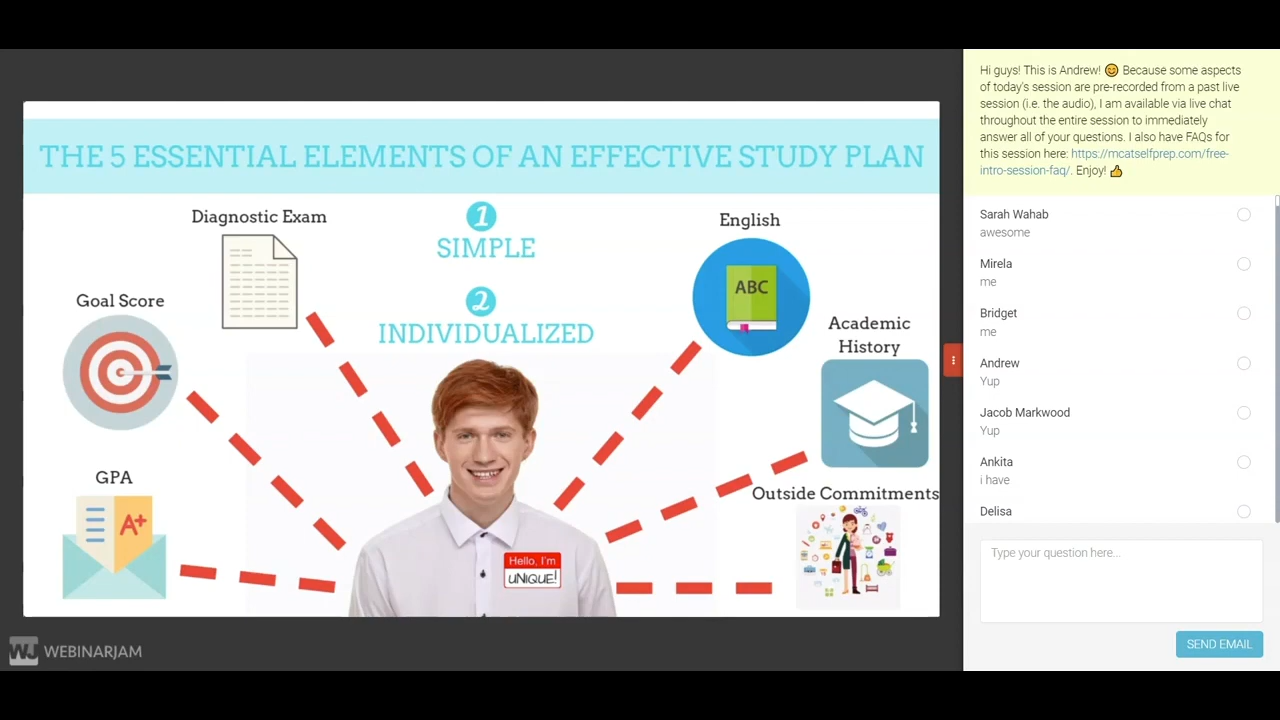 THE 5 ESSENTIAL ELEMENTS OF AN EFFECTIVE STUDY PLAN
Diagnostic Exam
1
SIMPLE
2
INDIVIDUALIZED
Goal Score
GPA
A+
English
ABC
Academic
History
Outside Commitments
Hello, I'm
UNIQUE!
WJ WEBINARJAM
Hi guys! This is Andrew! 😊 Because some aspects
of today's session are pre-recorded from a past live
session (i.e. the audio), I am available via live chat
throughout the entire session to immediately
answer all of your questions. I also have FAQs for
this session here: https://mcatselfprep.com/free-
intro-session-faq/. Enjoy! 👍
Sarah Wahab
awesome
Mirela
me
Bridget
me
Andrew
Yup
Jacob Markwood
Yup
Ankita
i have
Delisa
Type your question here...
SEND EMAIL